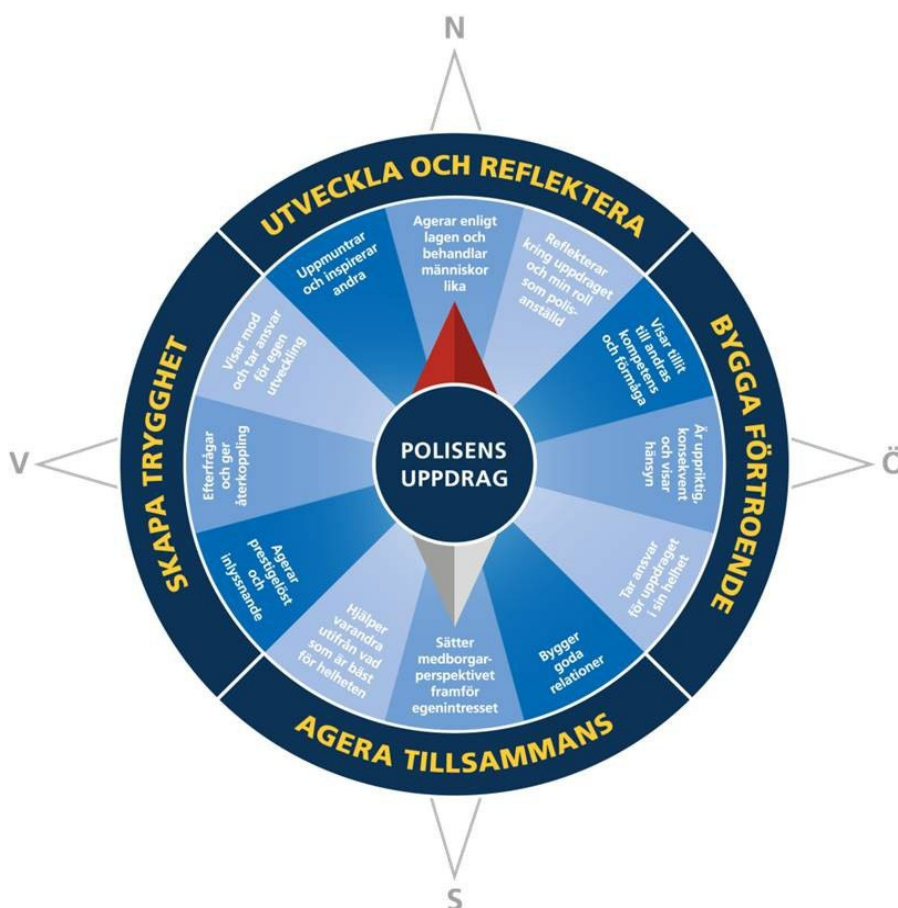 N
UTVECKLA OCH REFLEKTERA
Uppmuntrar
och inspirerar
andra
Agerar enligt
lagen och
behandlar
människor
lika
Reflekterar
kring uppdraget
och min roll
som polis-
anställd
BYGGA FÖRTROENDE
Visar tillit
till andras
kompetens
och förmåga
Är uppriktig,
konsekvent
och visar
hänsyn
Tar ansvar
för uppdraget
i sin helhet
Ö
AGERA TILLSAMMANS
Bygger
goda
relationer
Sätter
medborgar-
perspektivet
framför
egenintresset
Hjälper
varandra
utifrån vad
som är bäst
för helheten
S
SKAPA TRYGGHET
Agerar
prestigelöst
och
inlyssnande
Efterfrågar
och ger
återkoppling
Visar mod
och tar ansvar
för egen
utveckling
V
POLISENS
UPPDRAG